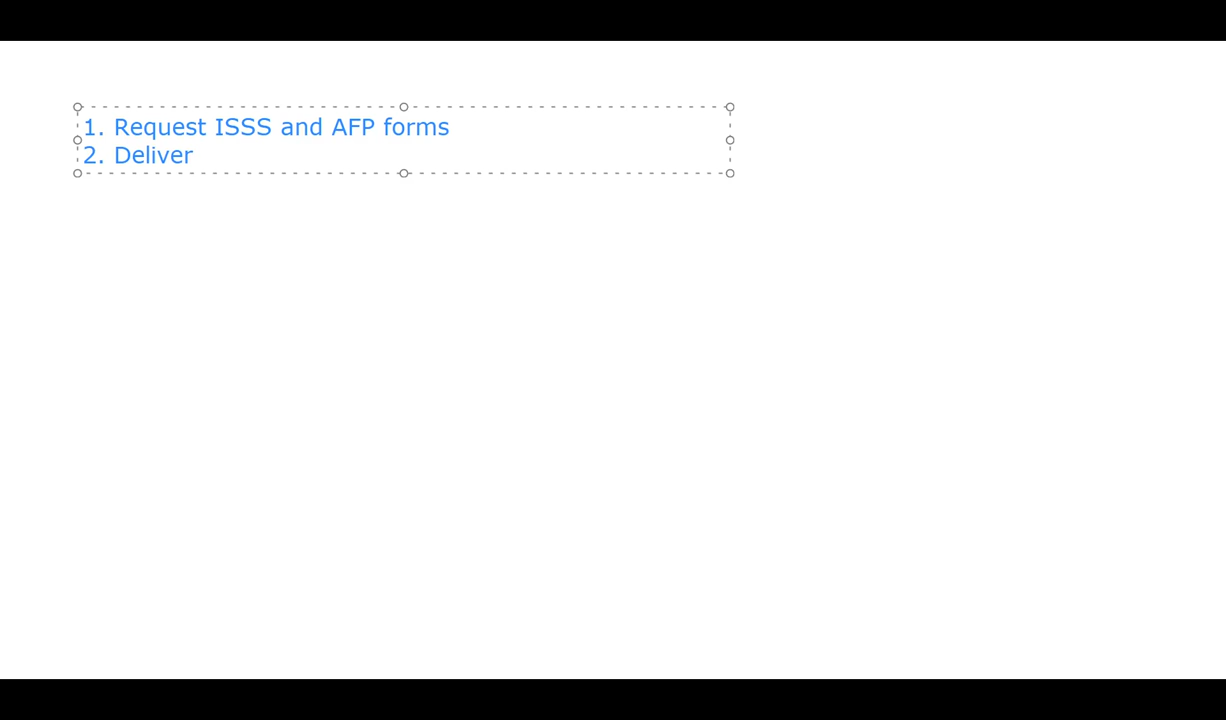 1. Request ISSS and AFP forms
2. Deliver